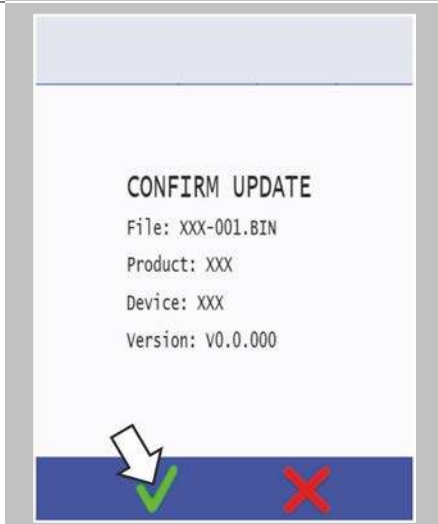 CONFIRM UPDATE
File: XXX-001.BIN
Product: XXX
Device: XXX
Version: V0.0.000